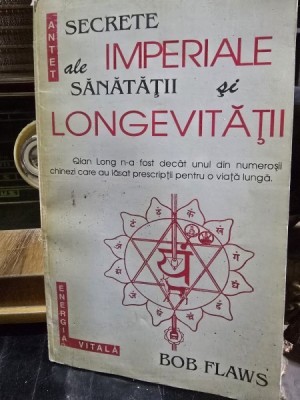 ANTET
SECRETE
ale IMPERIALE
SĂNĂTĂŢII şi
LONGEVITĂŢII
Qian Long n-a fost decât unul din numeroşii
chinezi care au lăsat prescripţii pentru o viaţă lungă.
ENERGIA
VITALĂ
BOB FLAWS